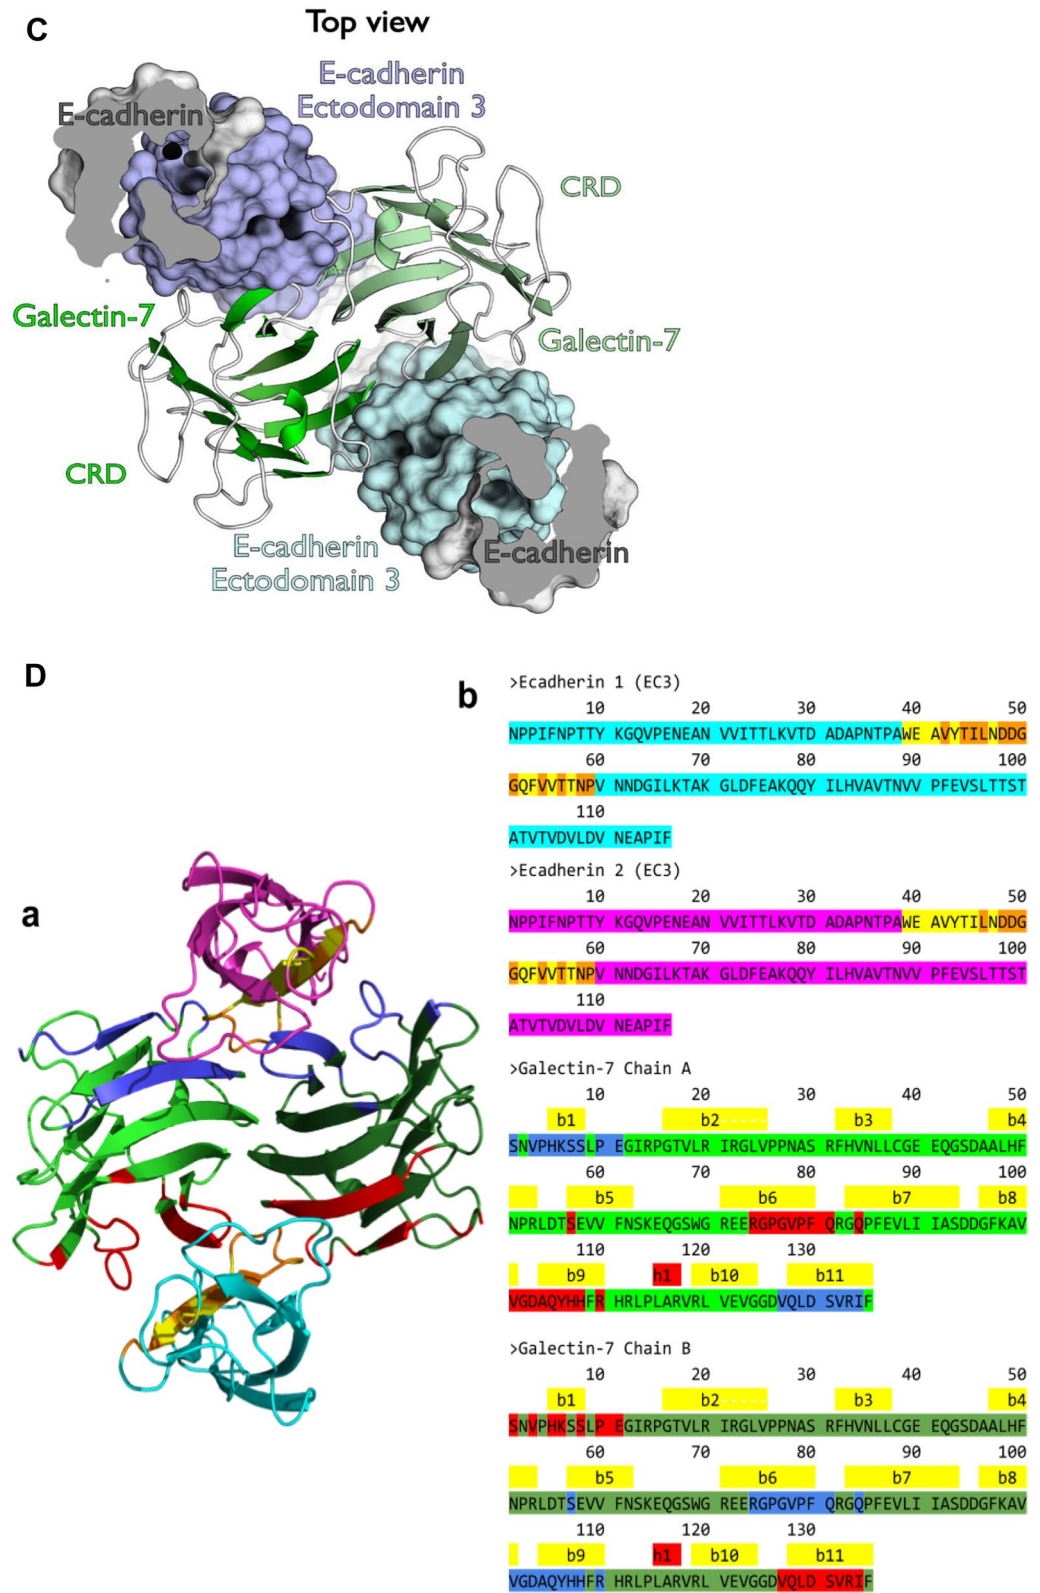 C
Top view
E-cadherin
Ectodomain 3
E-cadherin
CRD
Galectin-7
Galectin-7
CRD
E-cadherin
Ectodomain 3
E-cadherin
D
a
b
>Ecadherin 1 (EC3)
10 20 30 40 50
NPPIFNPTTY KGQVPENEAN VVITTLKVTD ADAPNTPAWE AVYTILNDDG
60 70 80 90 100
GQFVVTTNPV NNDGILKTAK GLDFEAKQQY ILHVAVTNVV PFEVSLTTST
110
ATVTVDVLDV NEAPIF
>Ecadherin 2 (EC3)
10 20 30 40 50
NPPIFNPTTY KGQVPENEAN VVITTLKVTD ADAPNTPAWE AVYTILNDDG
60 70 80 90 100
GQFVVTTNPV NNDGILKTAK GLDFEAKQQY ILHVAVTNVV PFEVSLTTST
110
ATVTVDVLDV NEAPIF
>Galectin-7 Chain A
10 20 30 40 50
b1 b2----- b3 b4
SNVPHKSSLP EGIRPGTVLR IRGLVPPNAS RFHVNLLCGE EQGSDAALHF
60 70 80 90 100
b5 b6 b7 b8
NPRLDTSEVV FNSKEQGSWG REERGPGVPF QRGQPFEVLI IASDDGFKAV
110 120 130
b9 h1 b10 b11
VGDAQYHHFR HRLPLARVRL VEVGGDVQLD SVRIF
>Galectin-7 Chain B
10 20 30 40 50
b1 b2----- b3 b4
SNVPHKSSLP EGIRPGTVLR IRGLVPPNAS RFHVNLLCGE EQGSDAALHF
60 70 80 90 100
b5 b6 b7 b8
NPRLDTSEVV FNSKEQGSWG REERGPGVPF QRGQPFEVLI IASDDGFKAV
110 120 130
b9 h1 b10 b11
VGDAQYHHFR HRLPLARVRL VEVGGDVQLD SVRIF